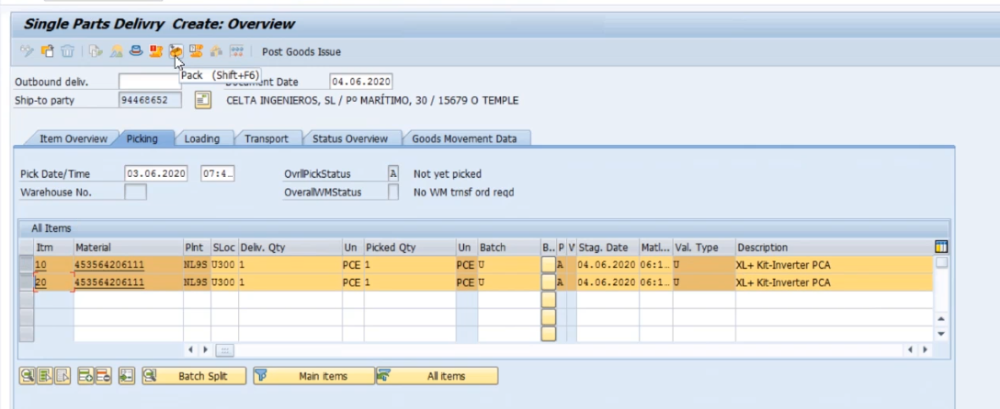 Single Parts Delivry Create: Overview
Post Goods Issue
Pack (Shift+F6)
Outbound deliv. Document Date 04.06.2020
Ship-to party 94468652 CELTA INGENIEROS, SL / Pº MARÍTIMO, 30 / 15679 O TEMPLE
Item Overview Picking Loading Transport Status Overview Goods Movement Data
Pick Date/Time 03.06.2020 07:4… OvrllPickStatus A Not yet picked
Warehouse No. OverallWMStatus No WM trnsf ord reqd
All Items
Itm Material Plnt SLoc Deliv. Qty Un Picked Qty Un Batch B.. P V Stag. Date Matl... Val. Type Description
10 453564206111 NL9S U300 1 PCE 1 PCE U A 04.06.2020 06:1… U XL+ Kit-Inverter PCA
20 453564206111 NL9S U300 1 PCE 1 PCE U A 04.06.2020 06:1… U XL+ Kit-Inverter PCA
Batch Split Main items All items